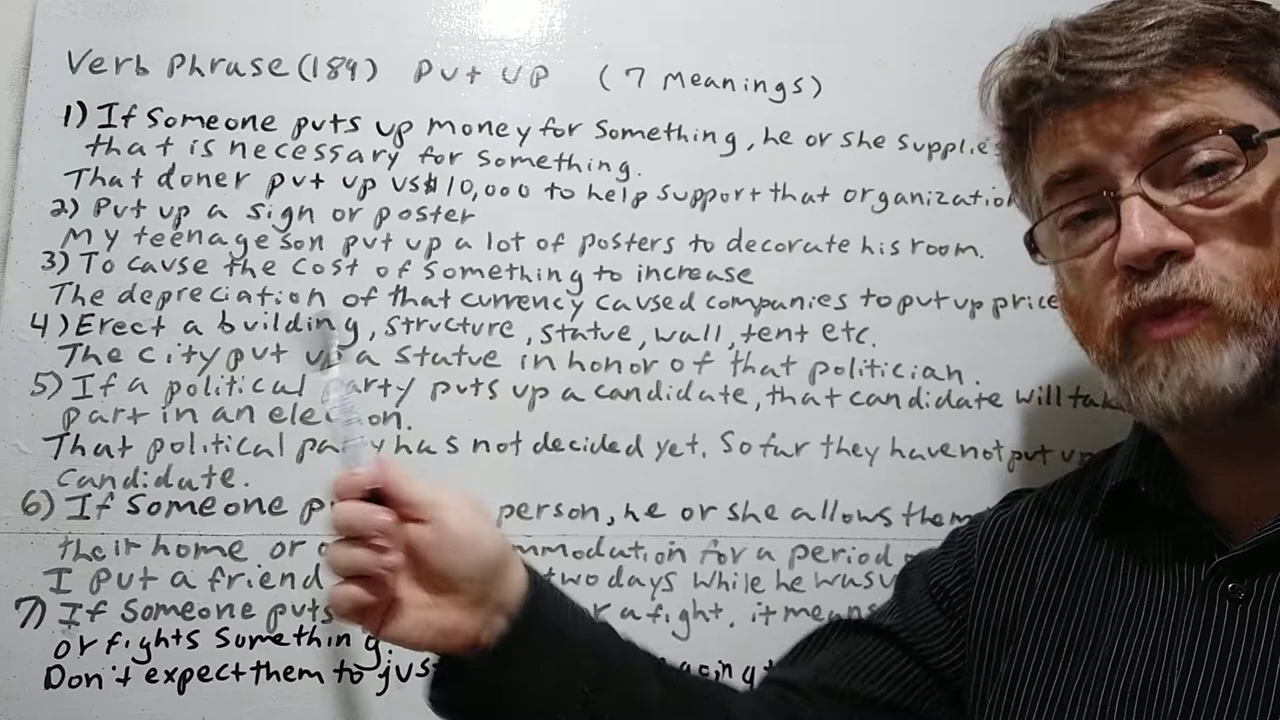 Verb Phrase (184) Put Up (7 Meanings)
1) If Someone puts up money for Something, he or she supplies
that is necessary for something.
That doner put up US$10,000 to help support that organization
2) Put up a sign or poster
My teenage son put up a lot of posters to decorate his room.
3) To cause the cost of something to increase
The depreciation of that currency caused companies to put up price
4) Erect a building, structure, statue, wall, tent etc.
The city put up a statue in honor of that politician.
5) If a political party puts up a candidate, that candidate will take
part in an election.
That political party has not decided yet. So far they have not put up
Candidate.
6) If Someone person, he or she allows them
their home or for a period
I put a friend two days while he was
7) If Someone puts or a fight. it means
or fights something.
Don't expect them to just